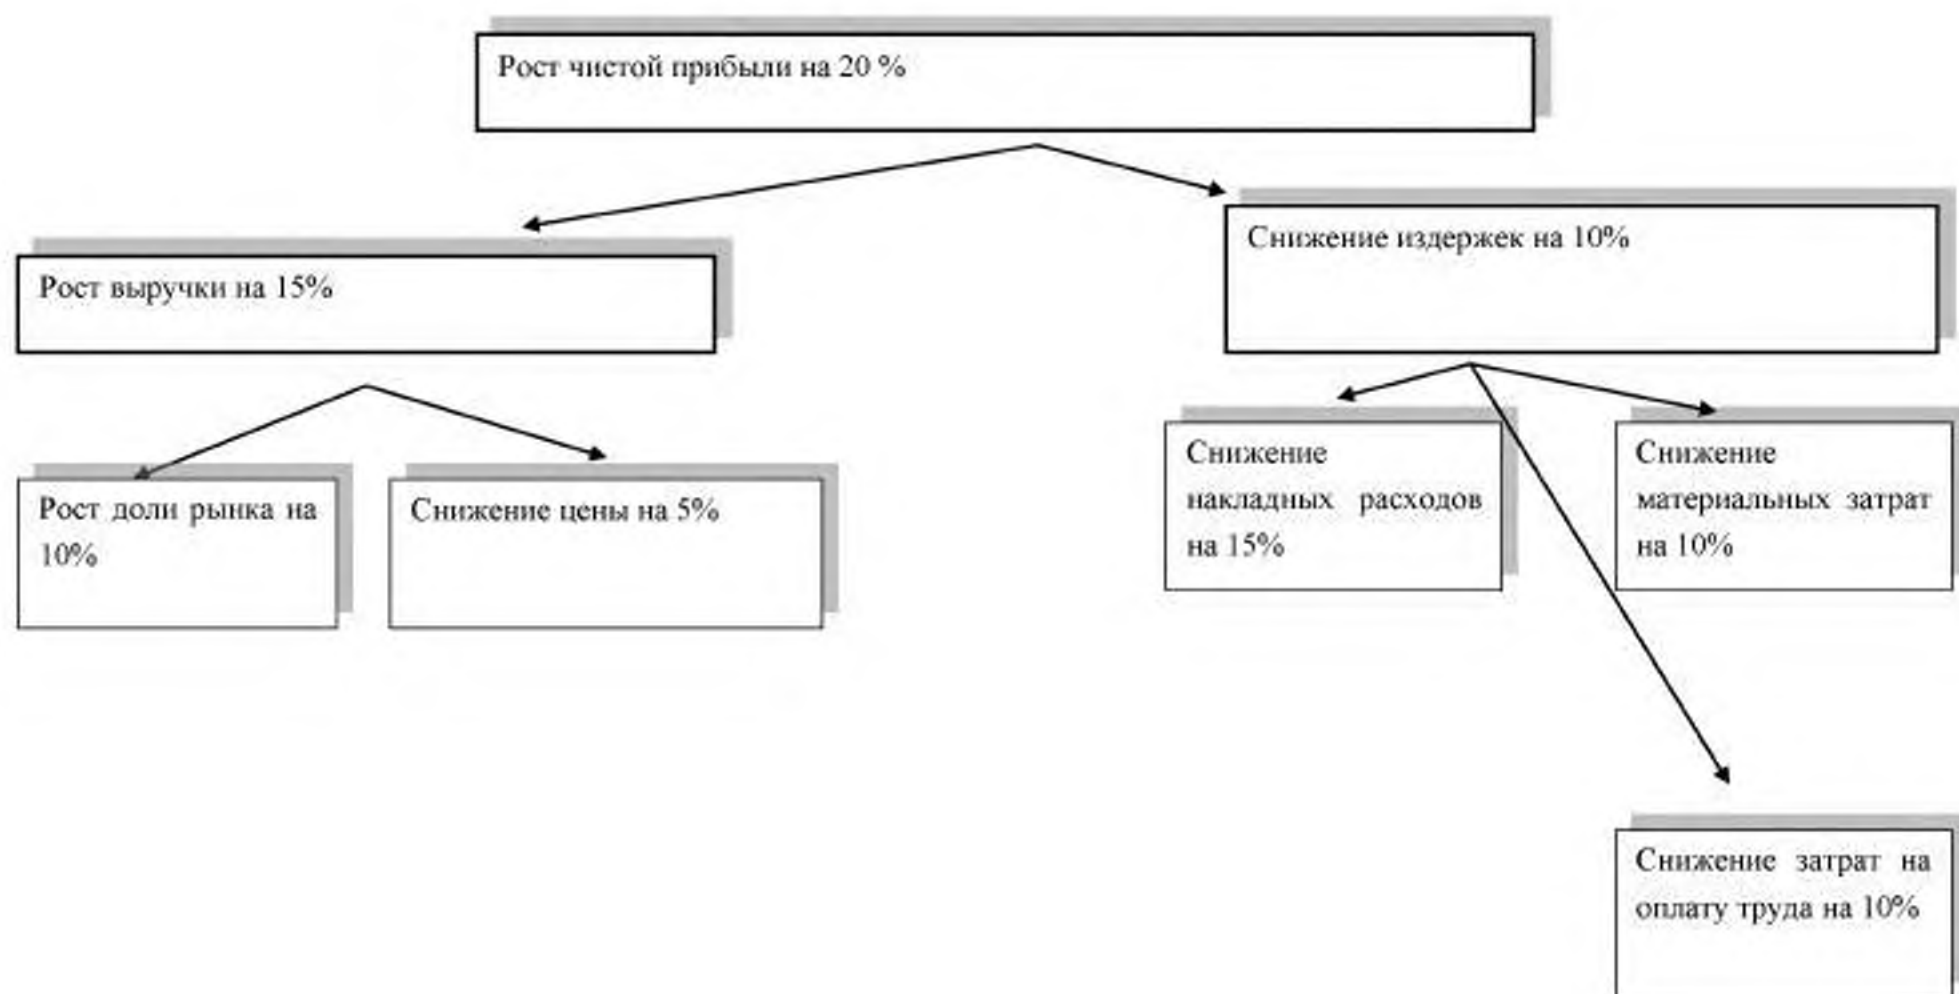 Рост чистой прибыли на 20 %
Снижение издержек на 10%
Рост выручки на 15%
Снижение
накладных расходов
на 15%
Снижение
материальных затрат
на 10%
Рост доли рынка на
10%
Снижение цены на 5%
Снижение затрат на
оплату труда на 10%